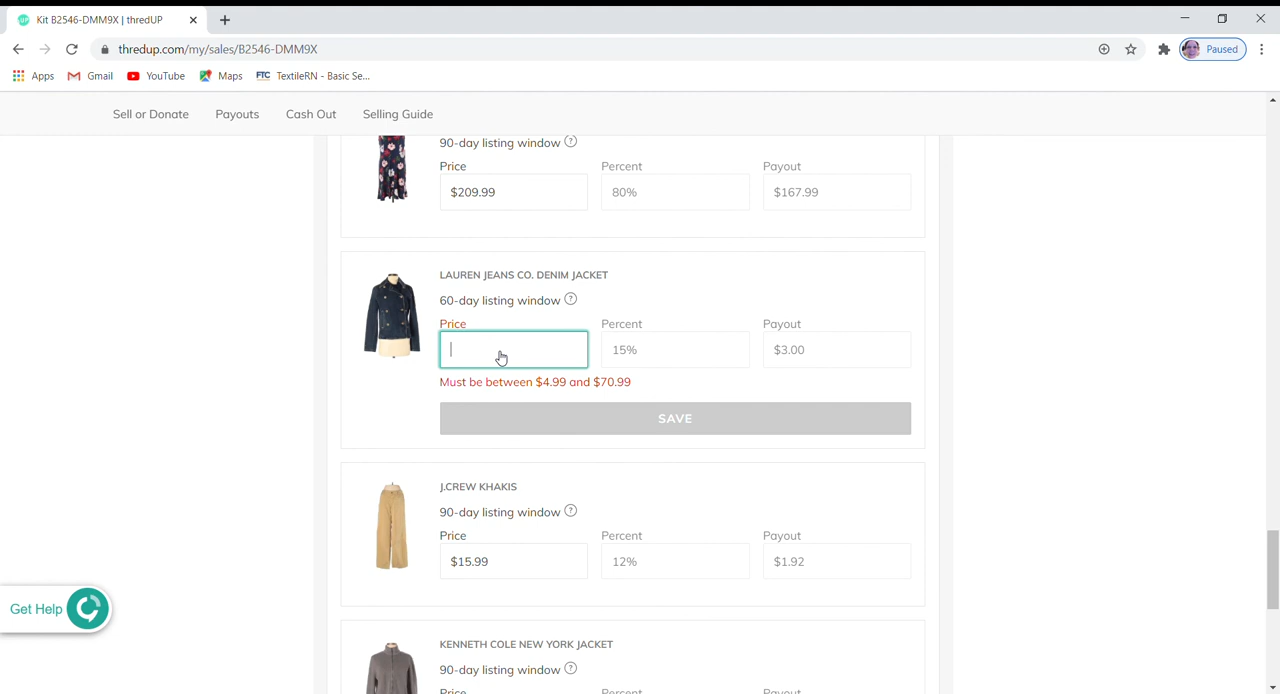 Kit B2546-DMM9X | thredUP
thredup.com/my/sales/B2546-DMM9X
Paused
Apps
Gmail
YouTube
Maps
FTC TextileRN - Basic Se...
Sell or Donate
Payouts
Cash Out
Selling Guide
90-day listing window ?
Price Percent Payout
$209.99 80% $167.99
LAUREN JEANS CO. DENIM JACKET
60-day listing window ?
Price Percent Payout
15% $3.00
Must be between $4.99 and $70.99
SAVE
J.CREW KHAKIS
90-day listing window ?
Price Percent Payout
$15.99 12% $1.92
Get Help
KENNETH COLE NEW YORK JACKET
90-day listing window ?
Price Percent Payout